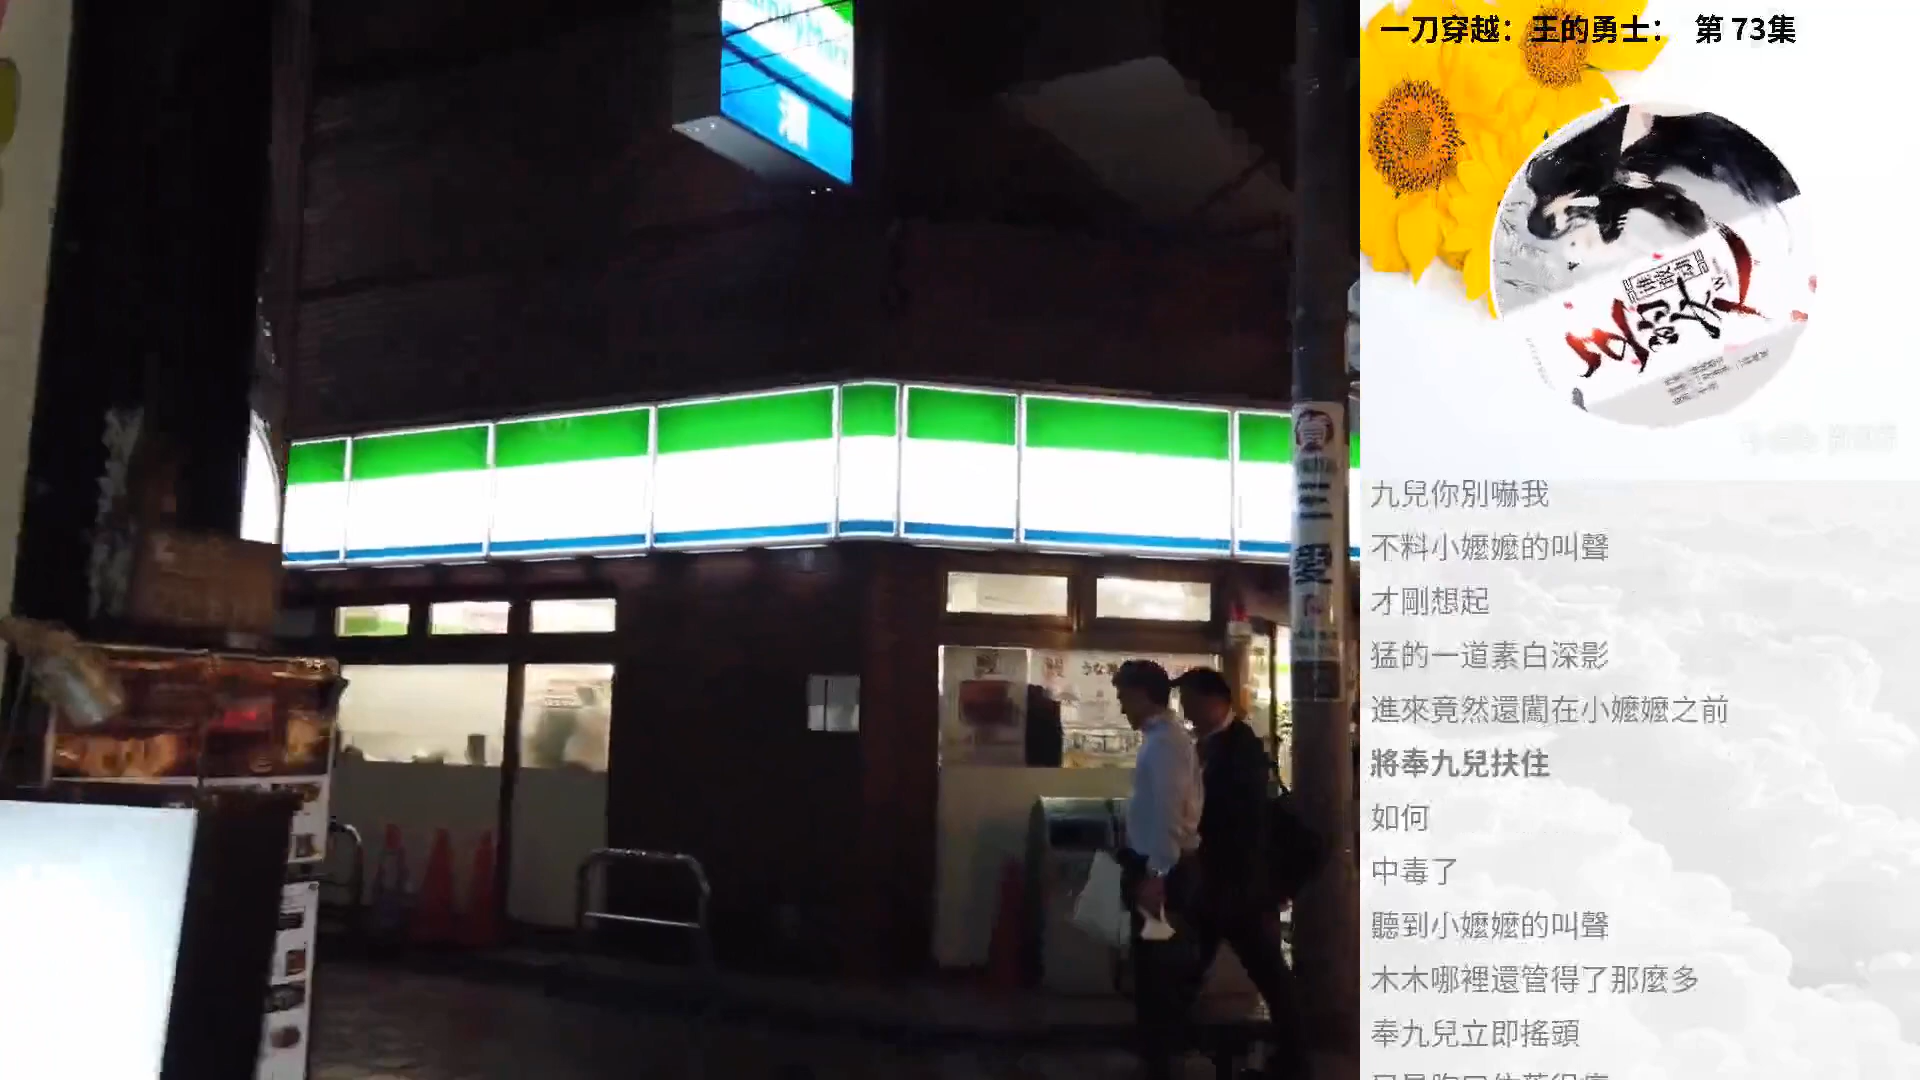 酒
一刀穿越：王的勇士： 第 73集
九兒你別嚇我
不料小嬤嬤的叫聲
才剛想起
猛的一道素白深影
進來竟然還闖在小嬤嬤之前
將奉九兒扶住
如何
中毒了
聽到小嬤嬤的叫聲
木木哪裡還管得了那麼多
奉九兒立即搖頭